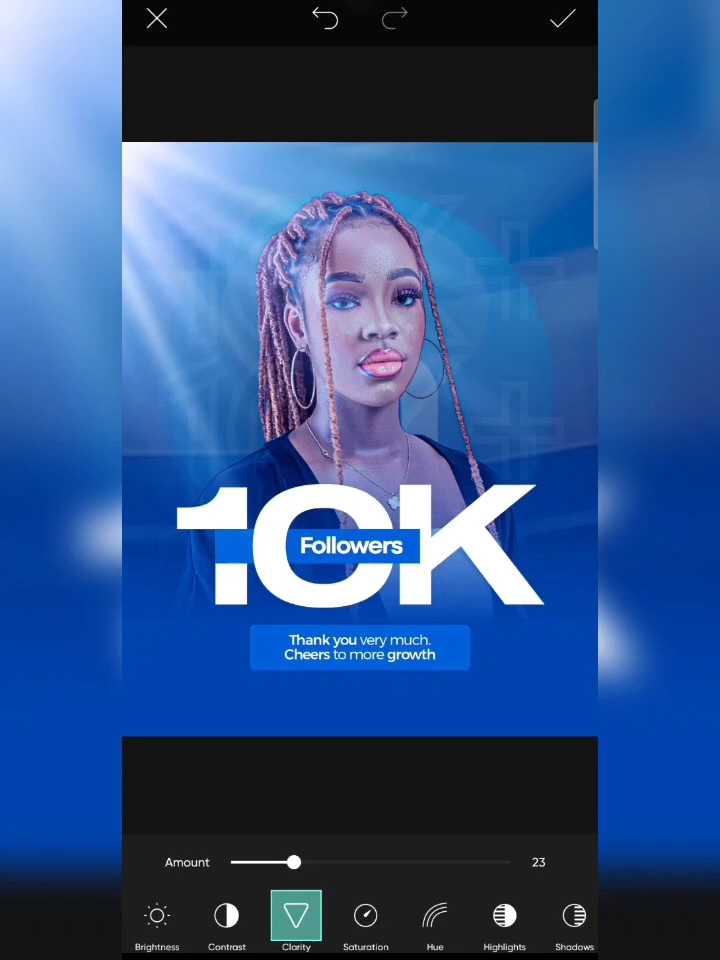 10K
Followers
Thank you very much.
Cheers to more growth
Amount 23
Brightness Contrast Clarity Saturation Hue Highlights Shadows